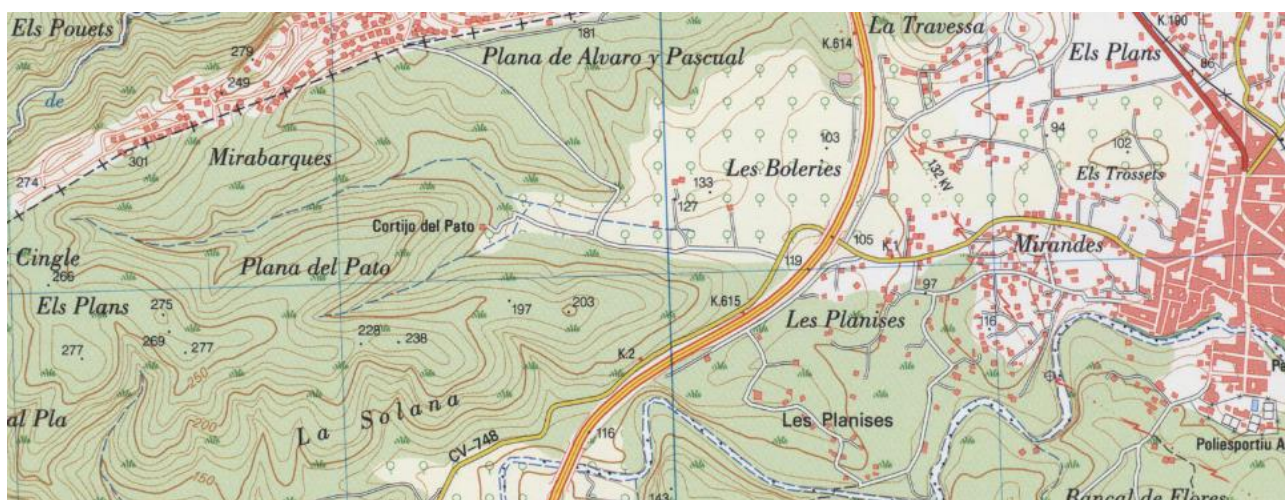 Els Pouets
181
K.614
La Travessa
K.190
279
Plana de Alvaro y Pascual
Els Plans
86
249
de
103
94
102
301
Mirabarques
Les Boleries
132 kV
Els Trossets
274
133
127
Cortijo del Pato
105
K.1
Mirandes
Cingle
266
Plana del Pato
119
97
Els Plans
275
197
203
K.615
Les Planises
116
277
269
277
228
238
K.2
250
200
al Pla
La Solana
Les Planises
CV-748
116
Poliesportiu A
150
143
Bancal de Flores